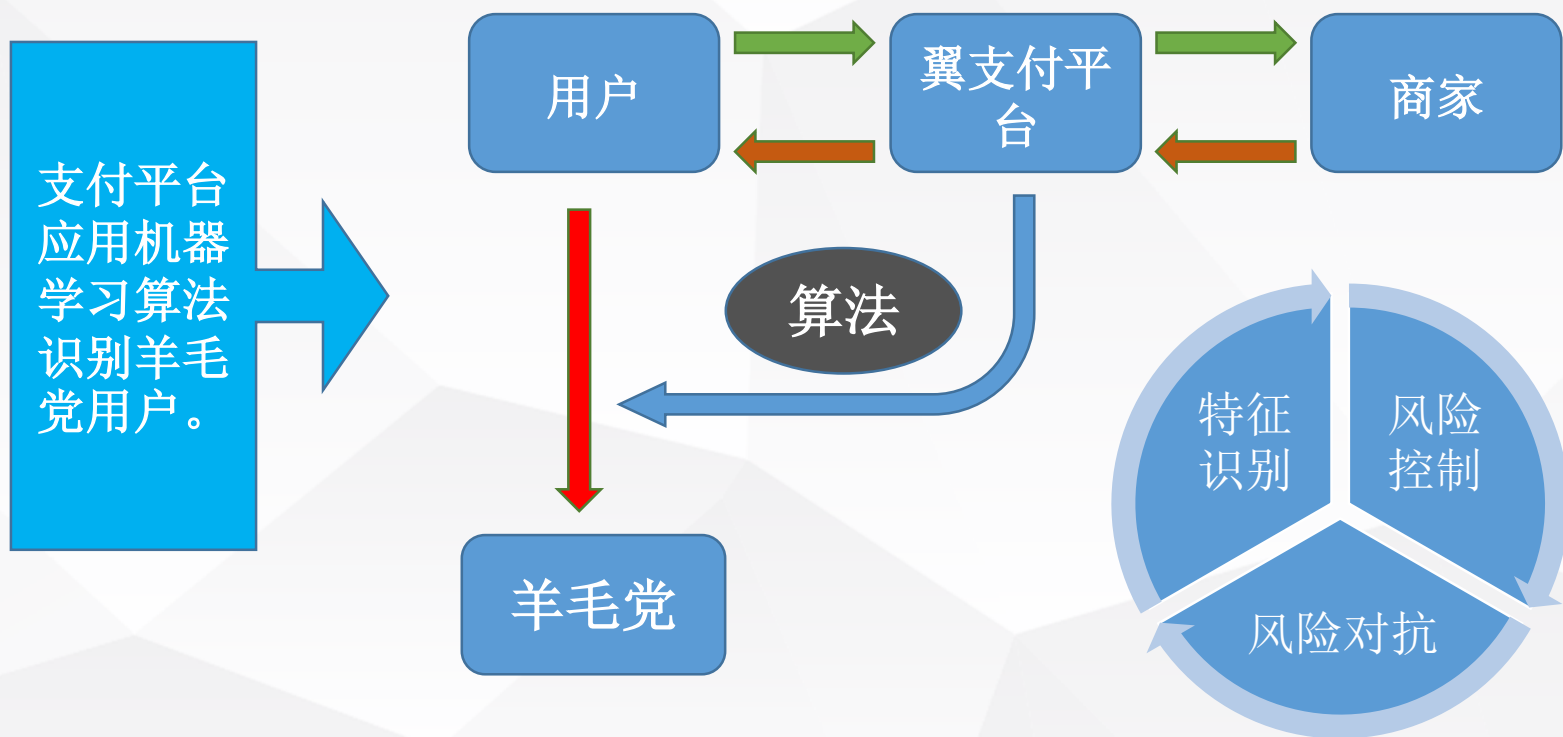 支付平台
应用机器
学习算法
识别羊毛
党用户。
用户
翼支付平
台
商家
算法
羊毛党
特征
识别
风险
控制
风险对抗